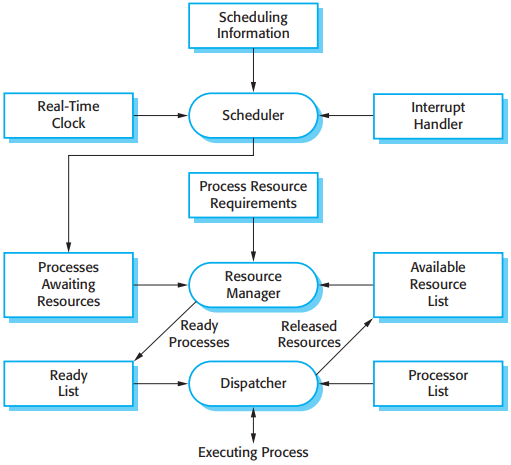 Scheduling
Information
Real-Time
Clock
Scheduler
Interrupt
Handler
Process Resource
Requirements
Processes
Awaiting
Resources
Resource
Manager
Available
Resource
List
Ready
Processes
Released
Resources
Ready
List
Dispatcher
Processor
List
Executing Process